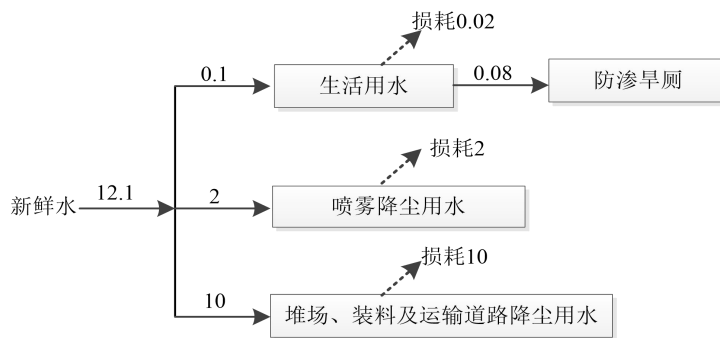 损耗0.02
0.1
生活用水
0.08
防渗旱厕
损耗2
新鲜水
12.1
2
喷雾降尘用水
损耗10
10
堆场、装料及运输道路降尘用水